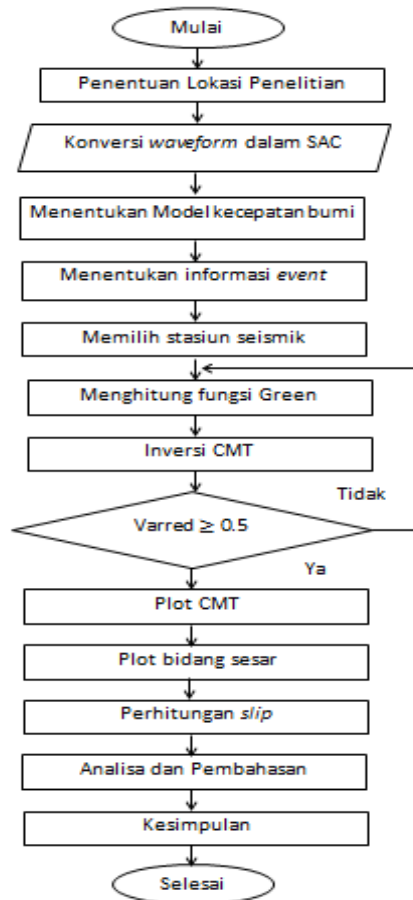 Mulai
Penentuan Lokasi Penelitian
Konversi waveform dalam SAC
Menentukan Model kecepatan bumi
Menentukan informasi event
Memilih stasiun seismik
Menghitung fungsi Green
Inversi CMT
Tidak
Varred ≥ 0.5
Ya
Plot CMT
Plot bidang sesar
Perhitungan slip
Analisa dan Pembahasan
Kesimpulan
Selesai